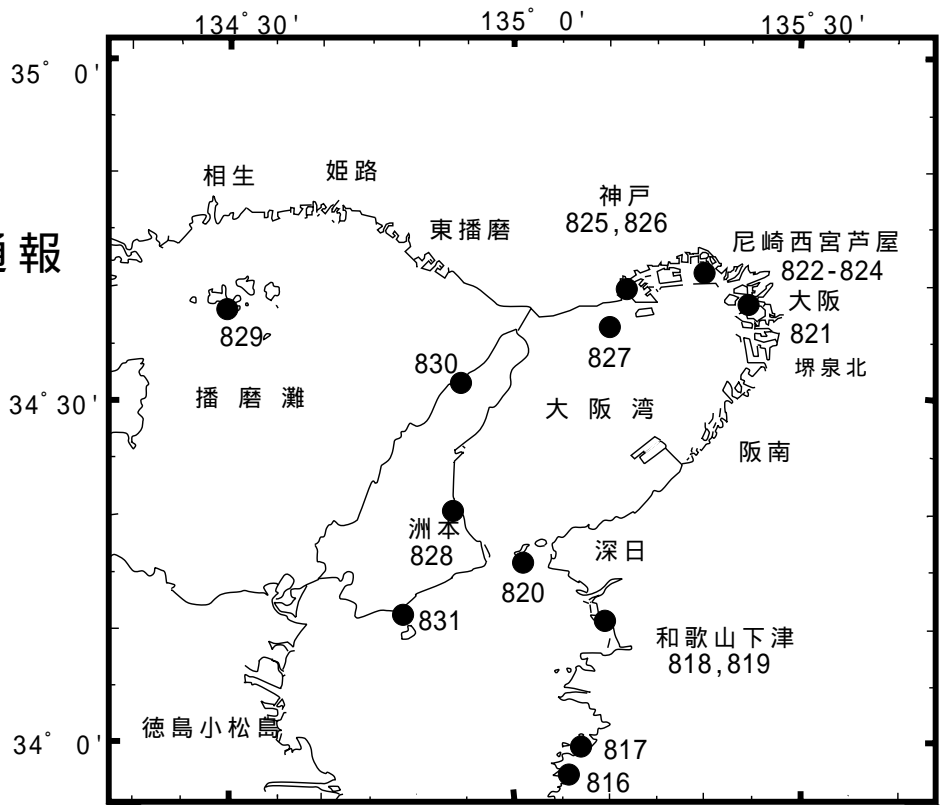 134°30' 135°0' 135°30'
35°0'
相生
姫路
神戸
825,826
東播磨
報
尼崎西宮芦屋
822-824
大阪
821
829
827
830
堺泉北
34°30'
播磨灘
大阪湾
阪南
洲本
828
深日
820
831
和歌山下津
818,819
徳島小松島
34°0'
817
816